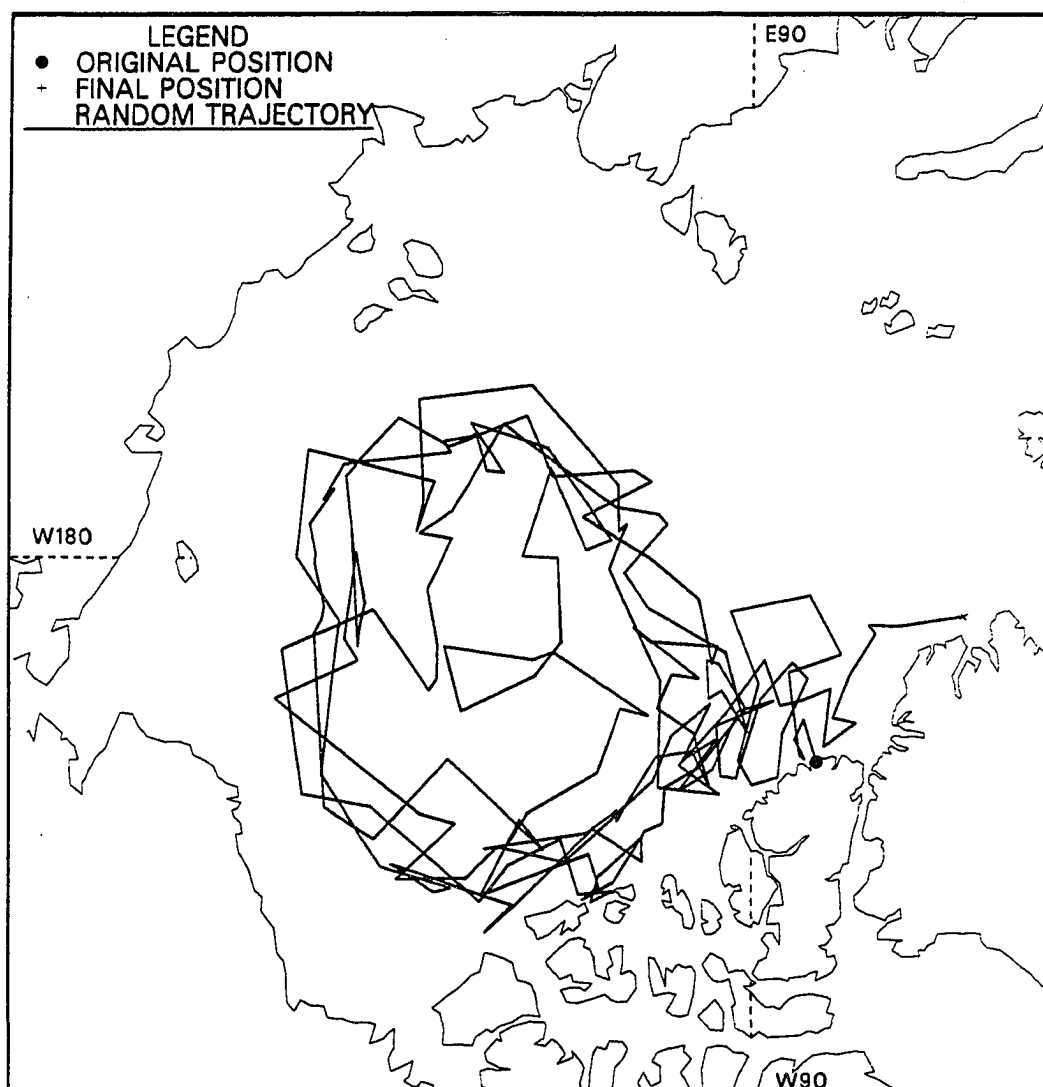 LEGEND
● ORIGINAL POSITION
+ FINAL POSITION
RANDOM TRAJECTORY
E90
W180
W90